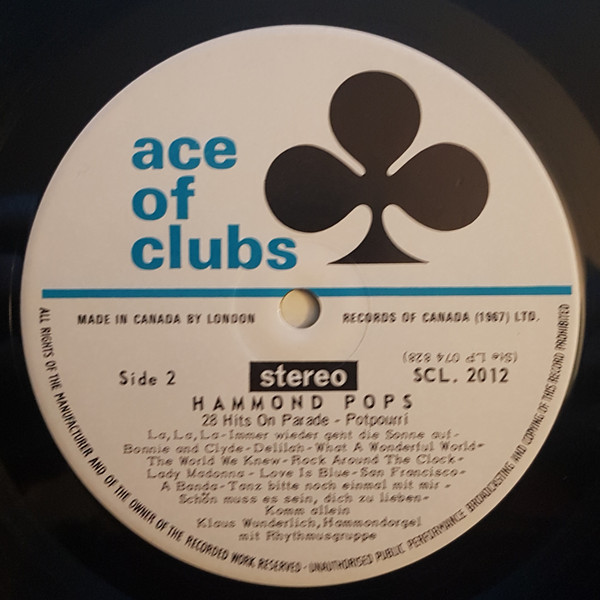 ace
of
clubs
MADE IN CANADA BY LONDON RECORDS OF CANADA (1967) LTD.
(Ste LP 074 828)
Side 2 stereo SCL. 2012
HAMMOND POPS
28 Hits On Parade - Potpourri
La, La, La-Immer wieder geht die Sonne auf-
Bonnie and Clyde-Delilah-What A Wonderful World-
The World We Knew-Rock Around The Clock-
Lady Madonna-Love Is Blue-San Francisco-
A Banda-Tanz bitte noch einmal mit mir-
Schön muss es sein, dich zu lieben-
Komm allein
Klaus Wunderlich, Hammondorgel
mit Rhythmusgruppe
ALL RIGHTS OF THE MANUFACTURER AND OF THE OWNER OF THE RECORDED WORK RESERVED - UNAUTHORISED PUBLIC PERFORMANCE BROADCASTING AND COPYING OF THIS RECORD PROHIBITED